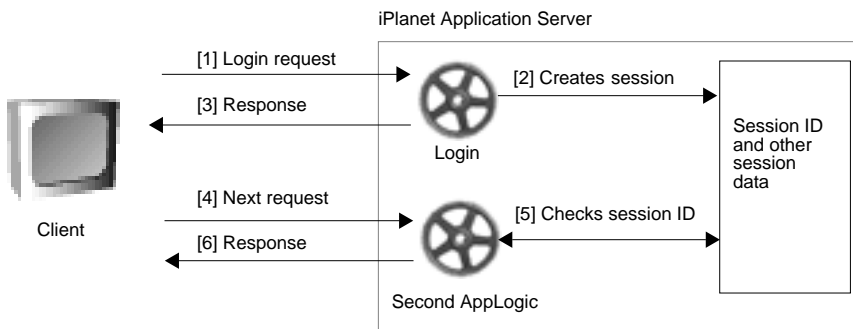 iPlanet Application Server
[1] Login request
[2] Creates session
[3] Response
Login
Session ID
and other
session
data
Client
[4] Next request
[5] Checks session ID
[6] Response
Second AppLogic